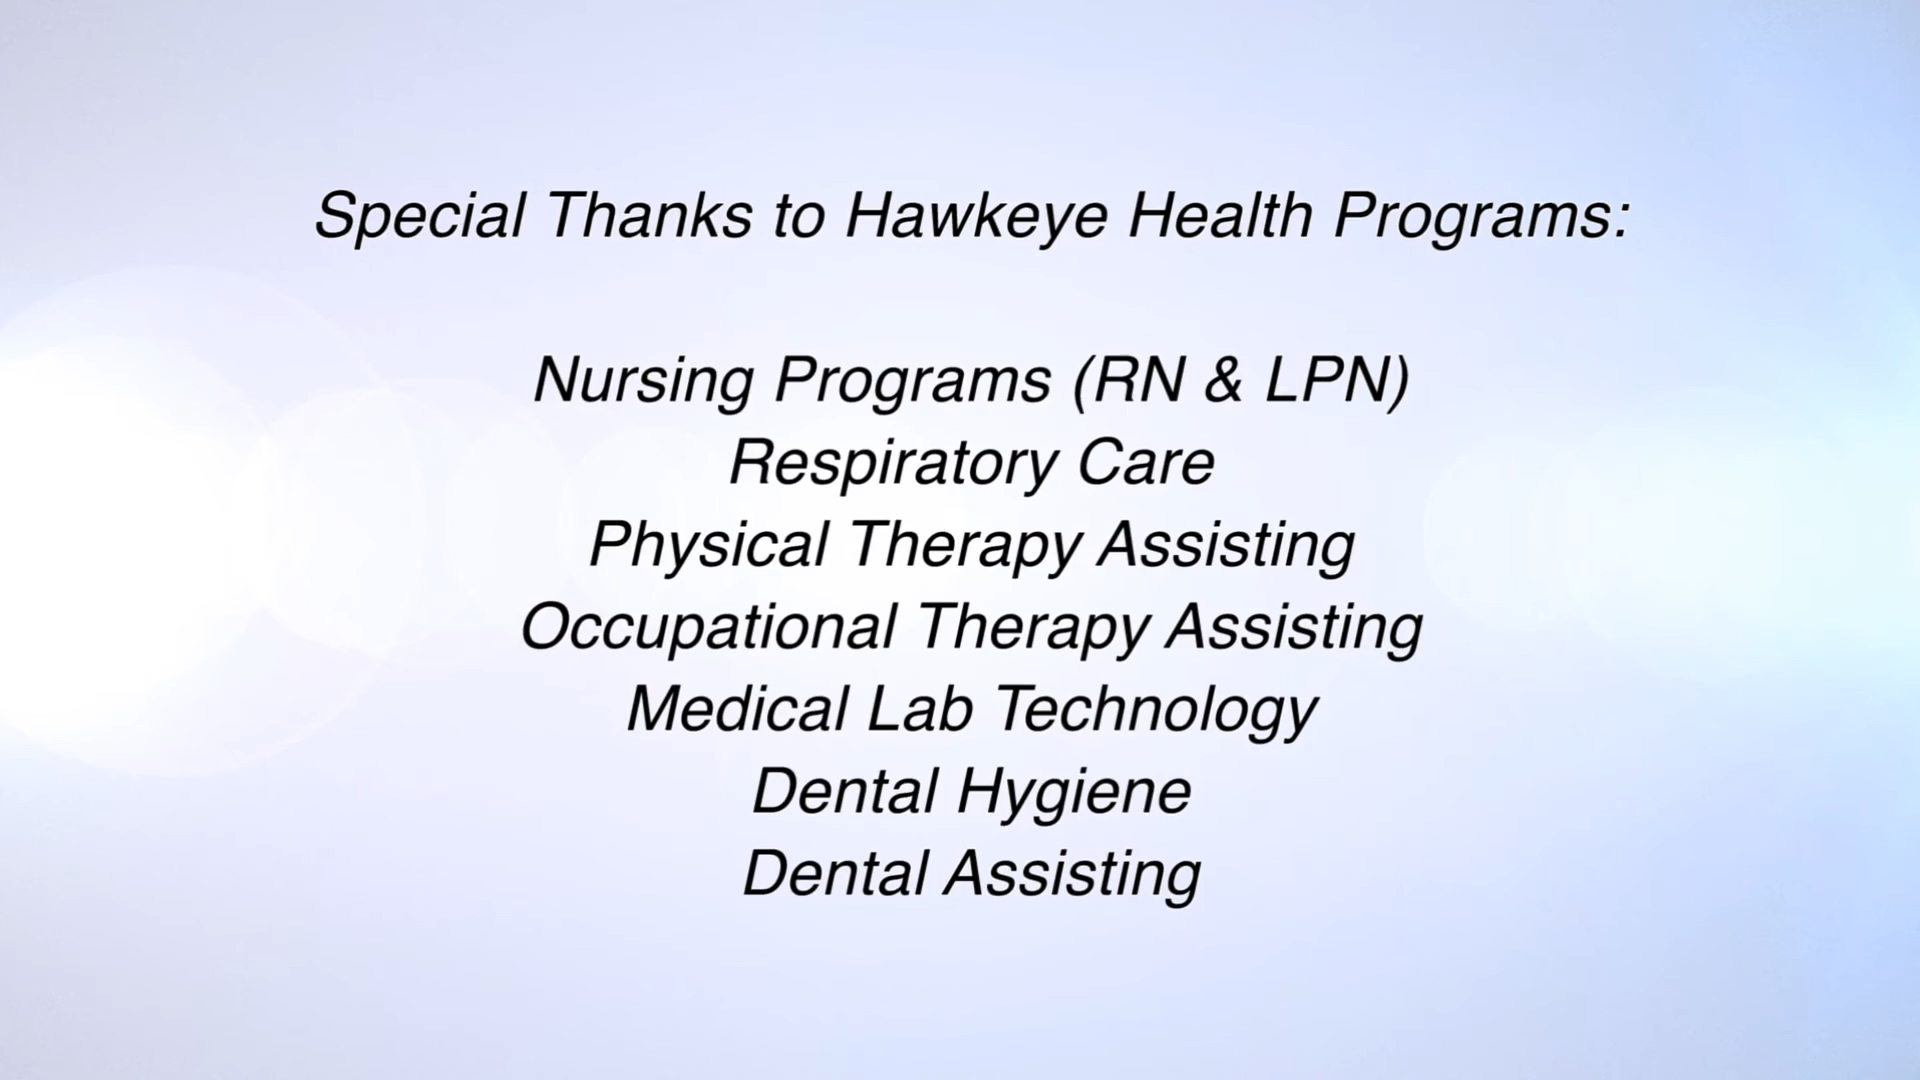 Special Thanks to Hawkeye Health Programs:
Nursing Programs (RN & LPN)
Respiratory Care
Physical Therapy Assisting
Occupational Therapy Assisting
Medical Lab Technology
Dental Hygiene
Dental Assisting